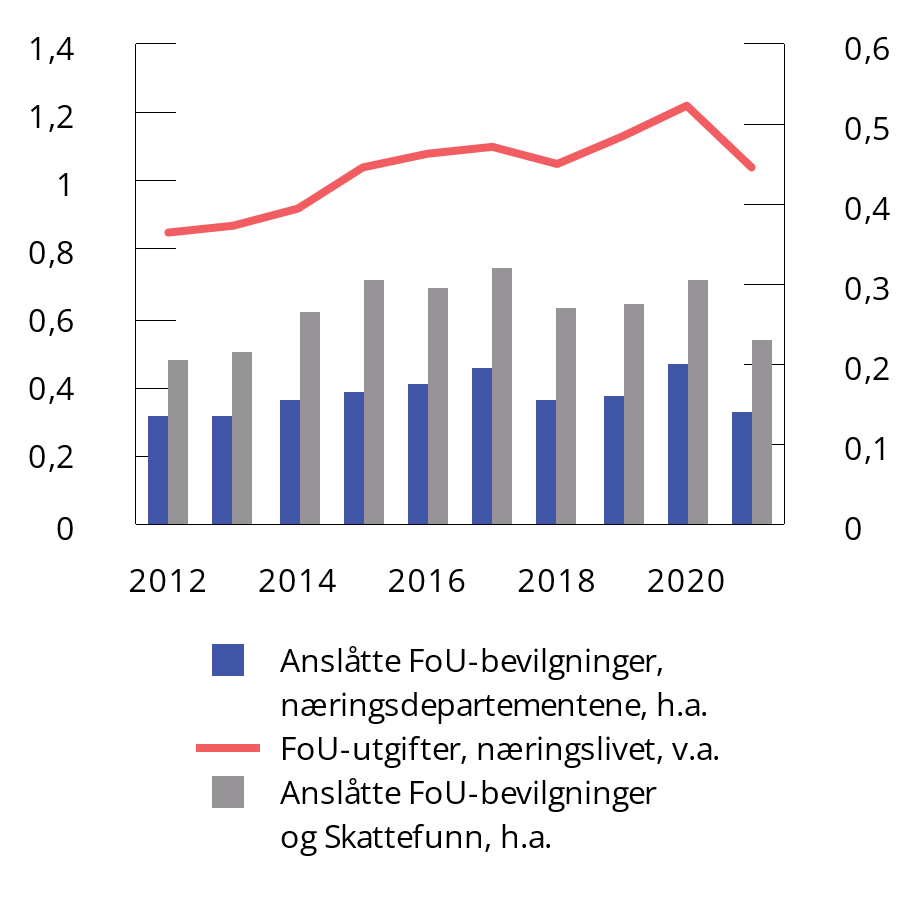 1,4
1,2
1
0,8
0,6
0,4
0,2
0
0,6
0,5
0,4
0,3
0,2
0,1
0
2012 2014 2016 2018 2020
Anslåtte FoU-bevilgninger,
næringsdepartementene, h.a.
FoU-utgifter, næringslivet, v.a.
Anslåtte FoU-bevilgninger
og Skattefunn, h.a.